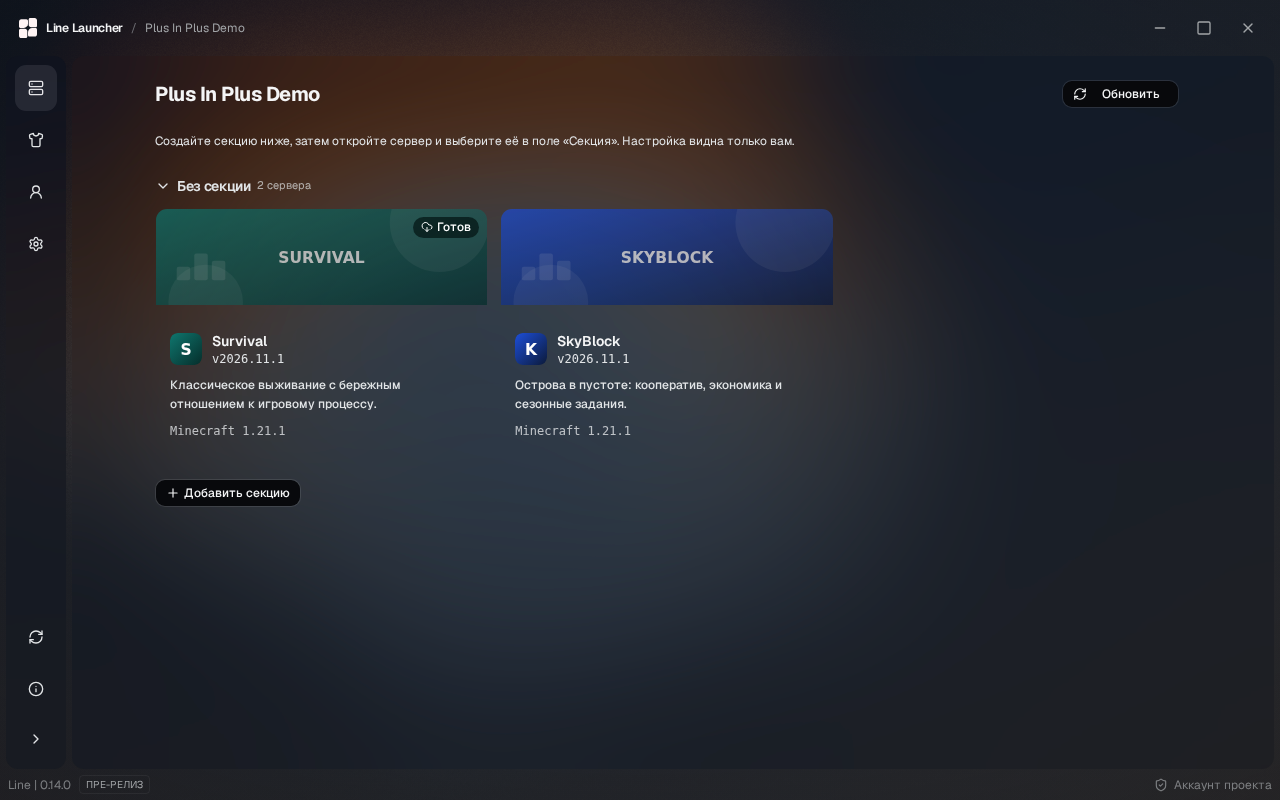 Line Launcher / Plus In Plus Demo
Plus In Plus Demo
Обновить
Создайте секцию ниже, затем откройте сервер и выберите её в поле «Секция». Настройка видна только вам.
Без секции 2 сервера
Готов
SURVIVAL
SKYBLOCK
S
Survival
v2026.11.1
Классическое выживание с бережным
отношением к игровому процессу.
Minecraft 1.21.1
K
SkyBlock
v2026.11.1
Острова в пустоте: кооператив, экономика и
сезонные задания.
Minecraft 1.21.1
Добавить секцию
Line | 0.14.0 ПРЕ-РЕЛИЗ
Аккаунт проекта